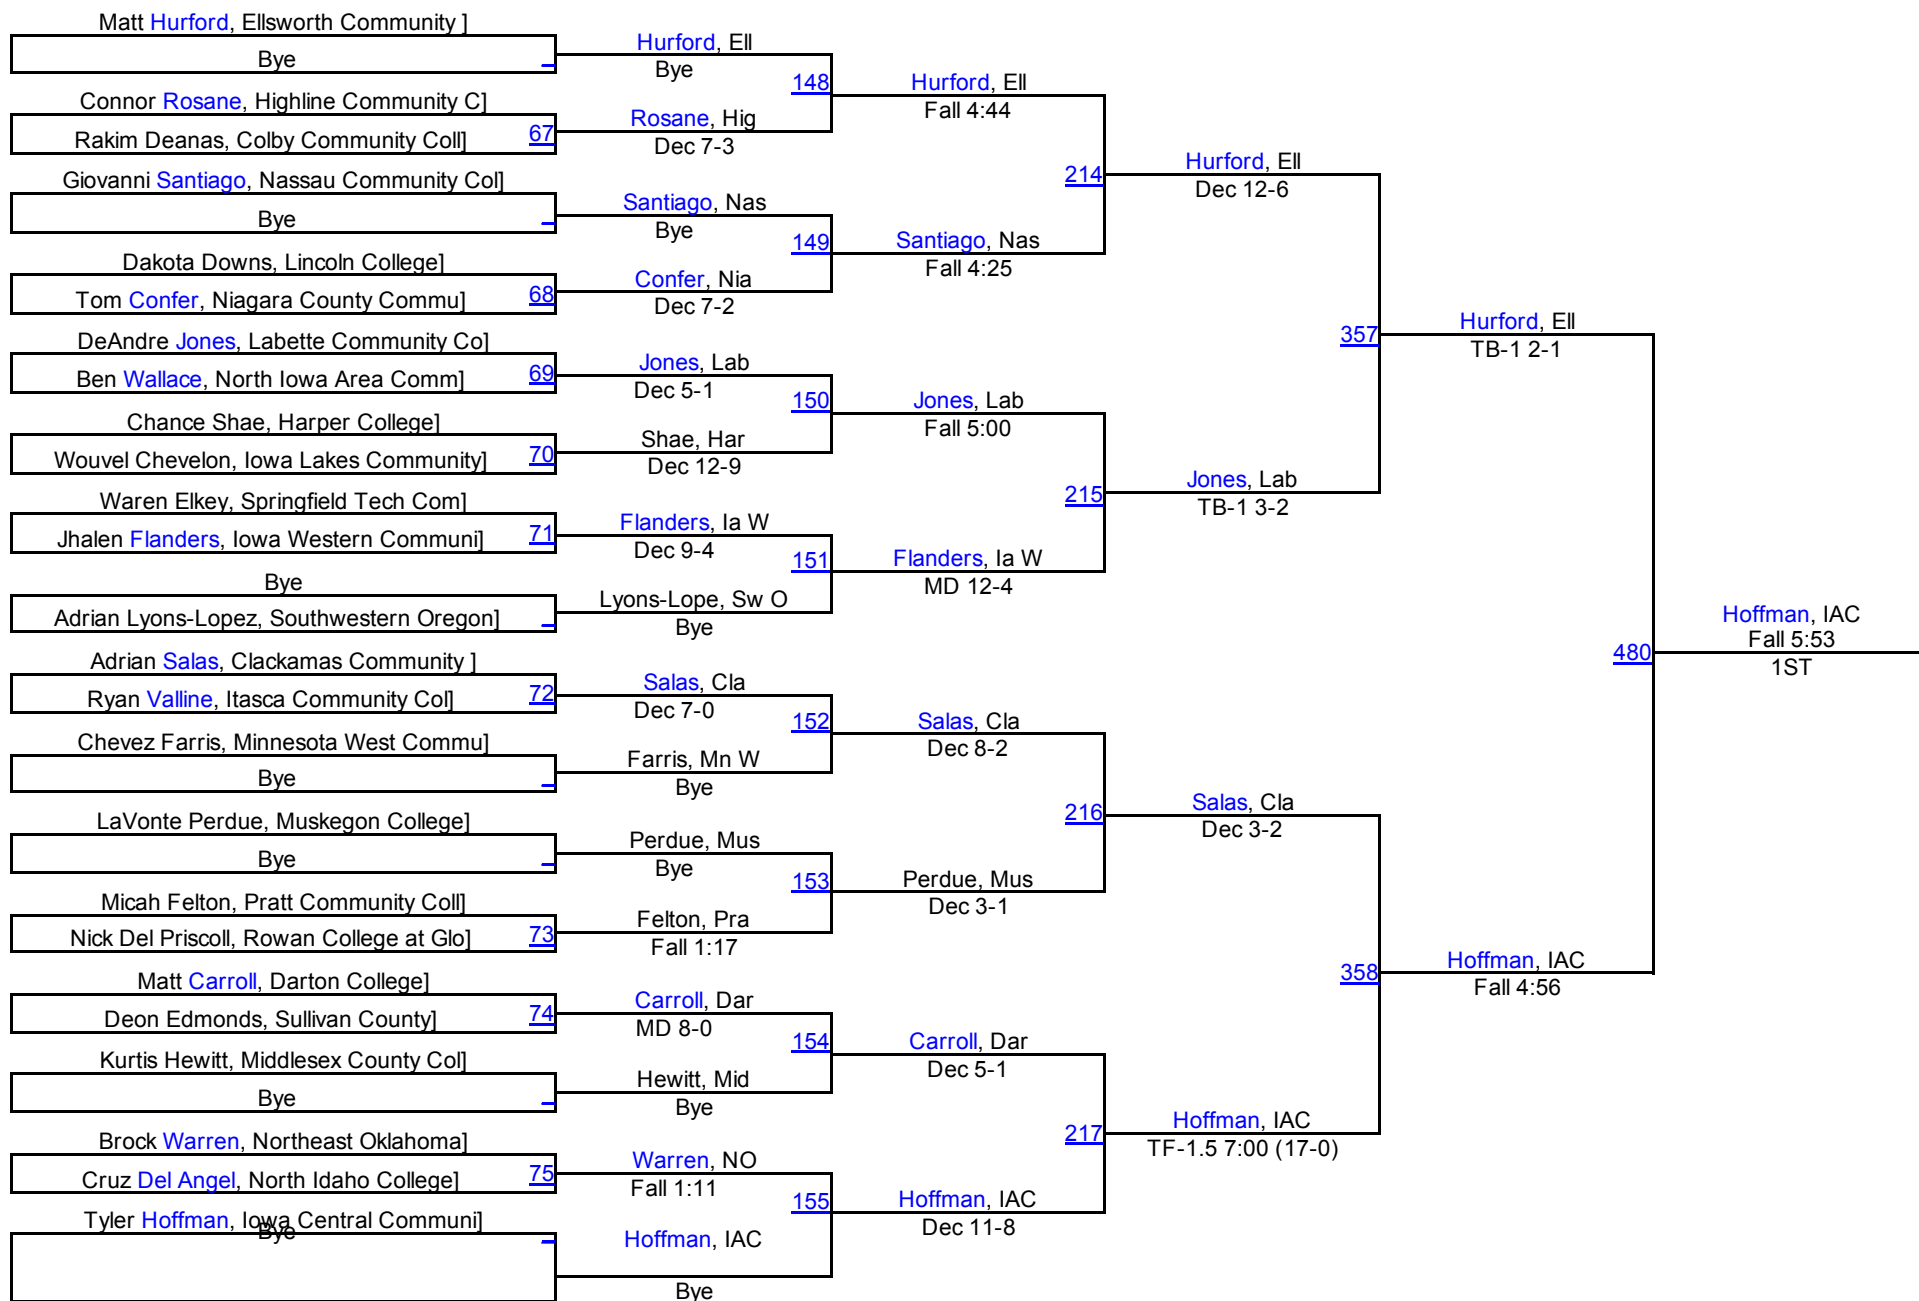 Matt Hurford, Ellsworth Community ]
Bye
Connor Rosane, Highline Community C]
Rakim Deanas, Colby Community Coll]
67
Giovanni Santiago, Nassau Community Col]
Bye
Dakota Downs, Lincoln College]
Tom Confer, Niagara County Commu]
68
DeAndre Jones, Labette Community Co]
Ben Wallace, North Iowa Area Comm]
69
Chance Shae, Harper College]
Wouvel Chevelon, Iowa Lakes Community]
70
Waren Elkey, Springfield Tech Com]
Jhalen Flanders, Iowa Western Communi]
71
Bye
Adrian Lyons-Lopez, Southwestern Oregon]
Adrian Salas, Clackamas Community ]
Ryan Valline, Itasca Community Col]
72
Chevez Farris, Minnesota West Commu]
Bye
LaVonte Perdue, Muskegon College]
Bye
Micah Felton, Pratt Community Coll]
Nick Del Priscoll, Rowan College at Glo]
73
Matt Carroll, Darton College]
Deon Edmonds, Sullivan County]
74
Kurtis Hewitt, Middlesex County Col]
Bye
Brock Warren, Northeast Oklahoma]
Cruz Del Angel, North Idaho College]
75
Tyler Hoffman, Iowa Central Communi]
Bye
Hurford, Ell
Bye
148
Rosane, Hig
Dec 7-3
Santiago, Nas
Bye
149
Confer, Nia
Dec 7-2
Jones, Lab
Dec 5-1
150
Shae, Har
Dec 12-9
Flanders, Ia W
Dec 9-4
151
Lyons-Lope, Sw O
Bye
Salas, Cla
Dec 7-0
152
Farris, Mn W
Bye
Perdue, Mus
Bye
153
Felton, Pra
Fall 1:17
Carroll, Dar
MD 8-0
154
Hewitt, Mid
Bye
Warren, NO
Fall 1:11
155
Hoffman, IAC
Bye
Hurford, Ell
Fall 4:44
214
Santiago, Nas
Fall 4:25
Jones, Lab
Fall 5:00
215
Flanders, Ia W
MD 12-4
Salas, Cla
Dec 8-2
216
Perdue, Mus
Dec 3-1
Carroll, Dar
Dec 5-1
217
Hoffman, IAC
Dec 11-8
Hurford, Ell
Dec 12-6
357
Jones, Lab
TB-1 3-2
Salas, Cla
Dec 3-2
358
Hoffman, IAC
TF-1.5 7:00 (17-0)
Hurford, Ell
TB-1 2-1
480
Hoffman, IAC
Fall 4:56
Hoffman, IAC
Fall 5:53
1ST